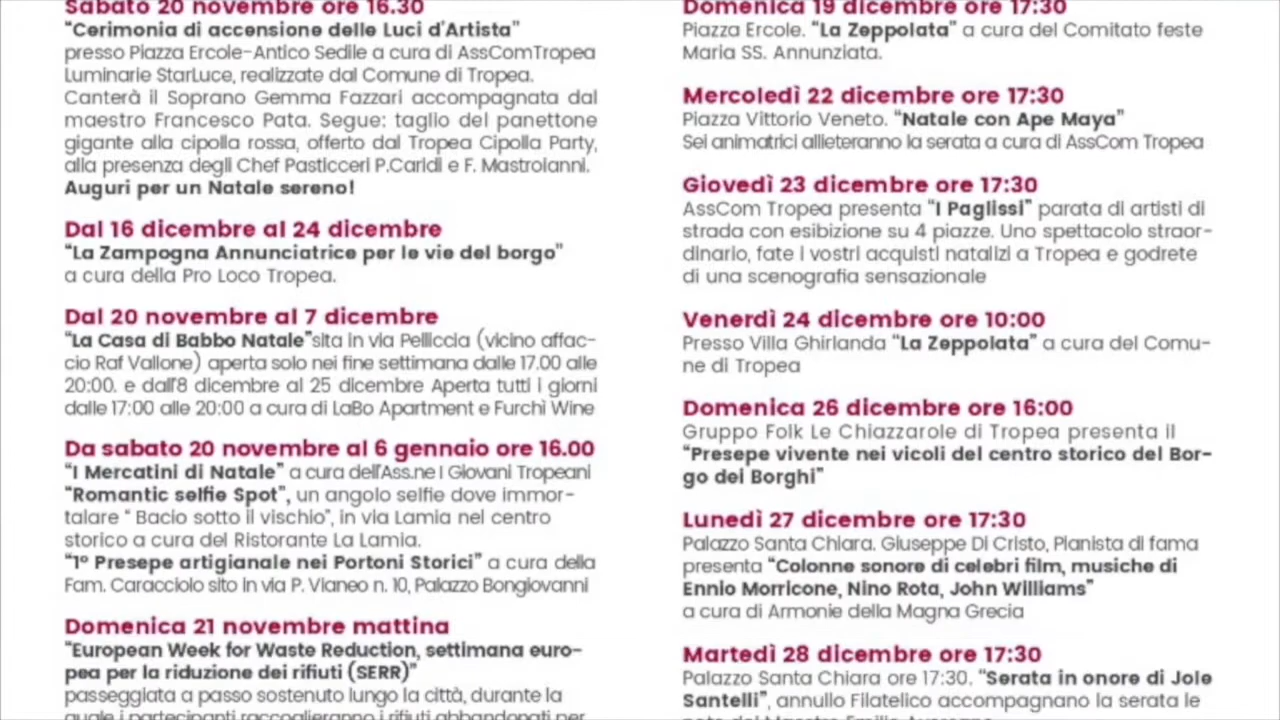 Sabato 20 novembre ore 16.30
“Cerimonia di accensione delle Luci d’Artista”
presso Piazza Ercole-Antico Sedile a cura di AssComTropea
Luminarie StarLuce, realizzate dal Comune di Tropea.
Canterà il Soprano Gemma Fazzari accompagnata dal
maestro Francesco Pata. Segue: taglio del panettone
gigante alla cipolla rossa, offerto dal Tropea Cipolla Party,
alla presenza degli Chef Pasticceri P.Caridi e F. Mastroianni.
Auguri per un Natale sereno!
Dal 16 dicembre al 24 dicembre
“La Zampogna Annunciatrice per le vie del borgo”
a cura della Pro Loco Tropea.
Dal 20 novembre al 7 dicembre
“La Casa di Babbo Natale”sita in via Pelliccia (vicino affac-
cio Raf Vallone) aperta solo nei fine settimana dalle 17.00 alle
20:00. e dall'8 dicembre al 25 dicembre Aperta tutti i giorni
dalle 17:00 alle 20:00 a cura di LaBo Apartment e Furchì Wine
Da sabato 20 novembre al 6 gennaio ore 16.00
“I Mercatini di Natale” a cura dell'Ass.ne I Giovani Tropeani
“Romantic selfie Spot”, un angolo selfie dove immor-
talare “ Bacio sotto il vischio”, in via Lamia nel centro
storico a cura del Ristorante La Lamia.
“1° Presepe artigianale nei Portoni Storici” a cura della
Fam. Caracciolo sito in via P. Vianeo n. 10, Palazzo Bongiovanni
Domenica 21 novembre mattina
“European Week for Waste Reduction, settimana euro-
pea per la riduzione dei rifiuti (SERR)”
passeggiata a passo sostenuto lungo la città, durante la
quale i partecipanti raccoglieranno i rifiuti abbandonati per
Domenica 19 dicembre ore 17:30
Piazza Ercole. “La Zeppolata” a cura del Comitato feste
Maria SS. Annunziata.
Mercoledì 22 dicembre ore 17:30
Piazza Vittorio Veneto. “Natale con Ape Maya”
Sei animatrici allieteranno la serata a cura di AssCom Tropea
Giovedì 23 dicembre ore 17:30
AssCom Tropea presenta “I Paglissi” parata di artisti di
strada con esibizione su 4 piazze. Uno spettacolo straor-
dinario, fate i vostri acquisti natalizi a Tropea e godrete
di una scenografia sensazionale
Venerdì 24 dicembre ore 10:00
Presso Villa Ghirlanda “La Zeppolata” a cura del Comu-
ne di Tropea
Domenica 26 dicembre ore 16:00
Gruppo Folk Le Chiazzarole di Tropea presenta il
“Presepe vivente nei vicoli del centro storico del Bor-
go dei Borghi”
Lunedì 27 dicembre ore 17:30
Palazzo Santa Chiara. Giuseppe Di Cristo, Pianista di fama
presenta “Colonne sonore di celebri film, musiche di
Ennio Morricone, Nino Rota, John Williams”
a cura di Armonie della Magna Grecia
Martedì 28 dicembre ore 17:30
Palazzo Santa Chiara ore 17:30, “Serata in onore di Jole
Santelli”, annullo Filatelico accompagnano la serata le
note del Maestro Emilio Aversano